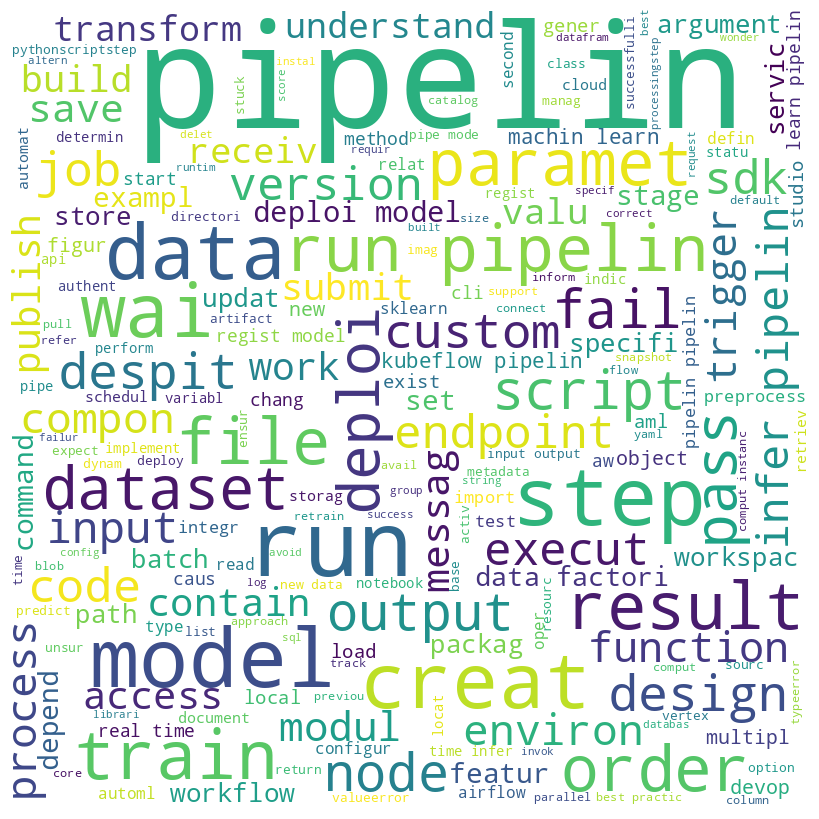 transform
understand
gener
datafram
best
argument
wonder
pythonscriptstep
altern
pipelin
instal
score
second
class
successfulli
processingstep
servic
learn pipelin
build
stuck
catalog
cloud
manag
save
determin
delet
method
pipe mode
machin learn
defin
statu
automat
job
receiv
requir
relat
paramet
request
runtim
start
version
regist
specif
stage
sdk
default
studio
exampl
store
directori
deploi model
size
valu
correct
publish
figur
api
data
built
run pipelin
imag
trigger
pipelin
authent
wai
updat
submit
inform
indic
cli
support
fail
artifact
new
sklearn
connect
pull
refer
regist model
deploi
custom
specifi
perform
despit
work
kubeflow pipelin
snapshot
flow
pipe
schedul
variabl
chang
exist
set
script
yaml
pipelin pipelin
preprocess
compon
file
ensur
endpoint
aml
pass
infer
retriev
failur
expect
implement
dynam
deploy
avail
input output
aw
object
command
dataset
storag
group
messag
metadata
string
import
step
comput instanc
input
integr
retrain
success
activ
test
execut
workspac
time
config
batch
read
run
avoid
base
data factori
blob
code
caus
log
new data
notebook
resourc
result
predict
path
contain
output
oper
process
unsur
type
list
approach
sql
load
packag
function
model
track
creat
comput
sourc
typeerror
depend
access
local
previou
design
librari
document
locat
vertex
databas
real time
modul
environ
multipl
train
configur
time infer
invok
core
return
node
featur
order
option
devop
automl
workflow
valueerror
airflow
parallel
best practic
column